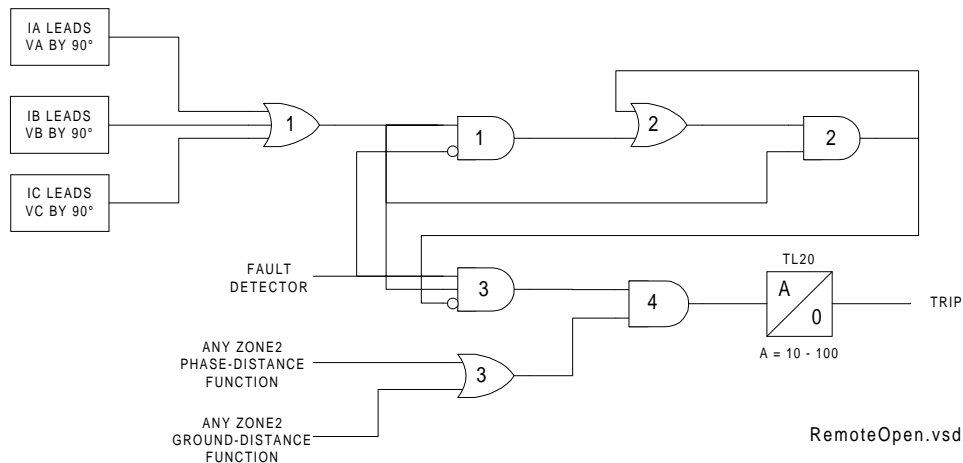 IA LEADS
VA BY 90°
IB LEADS
VB BY 90°
IC LEADS
VC BY 90°
1
1
2
2
FAULT
DETECTOR
3
4
TL20
A
0
A = 10 - 100
TRIP
ANY ZONE2
PHASE-DISTANCE
FUNCTION
3
ANY ZONE2
GROUND-DISTANCE
FUNCTION
RemoteOpen.vsd